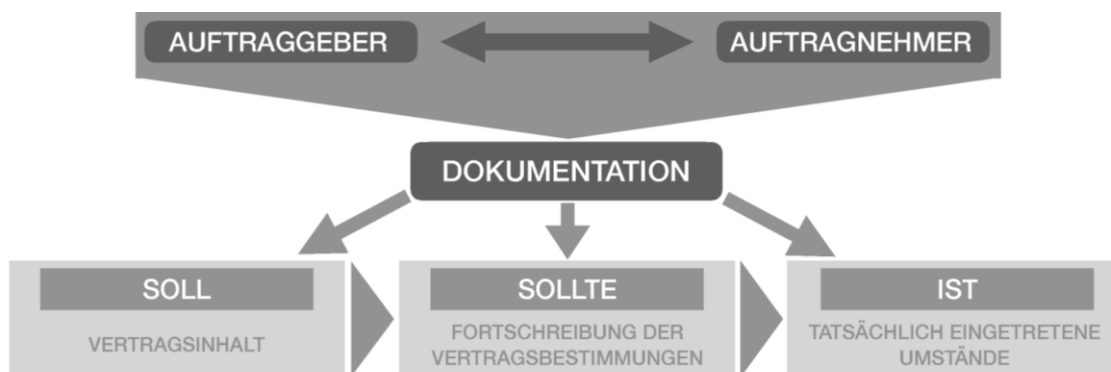 AUFTRAGGEBER
AUFTRAGNEHMER
DOKUMENTATION
SOLL
VERTRAGSINHALT
SOLLTE
FORTSCHREIBUNG DER
VERTRAGSBESTIMMUNGEN
IST
TATSÄCHLICH EINGETRETENE
UMSTÄNDE